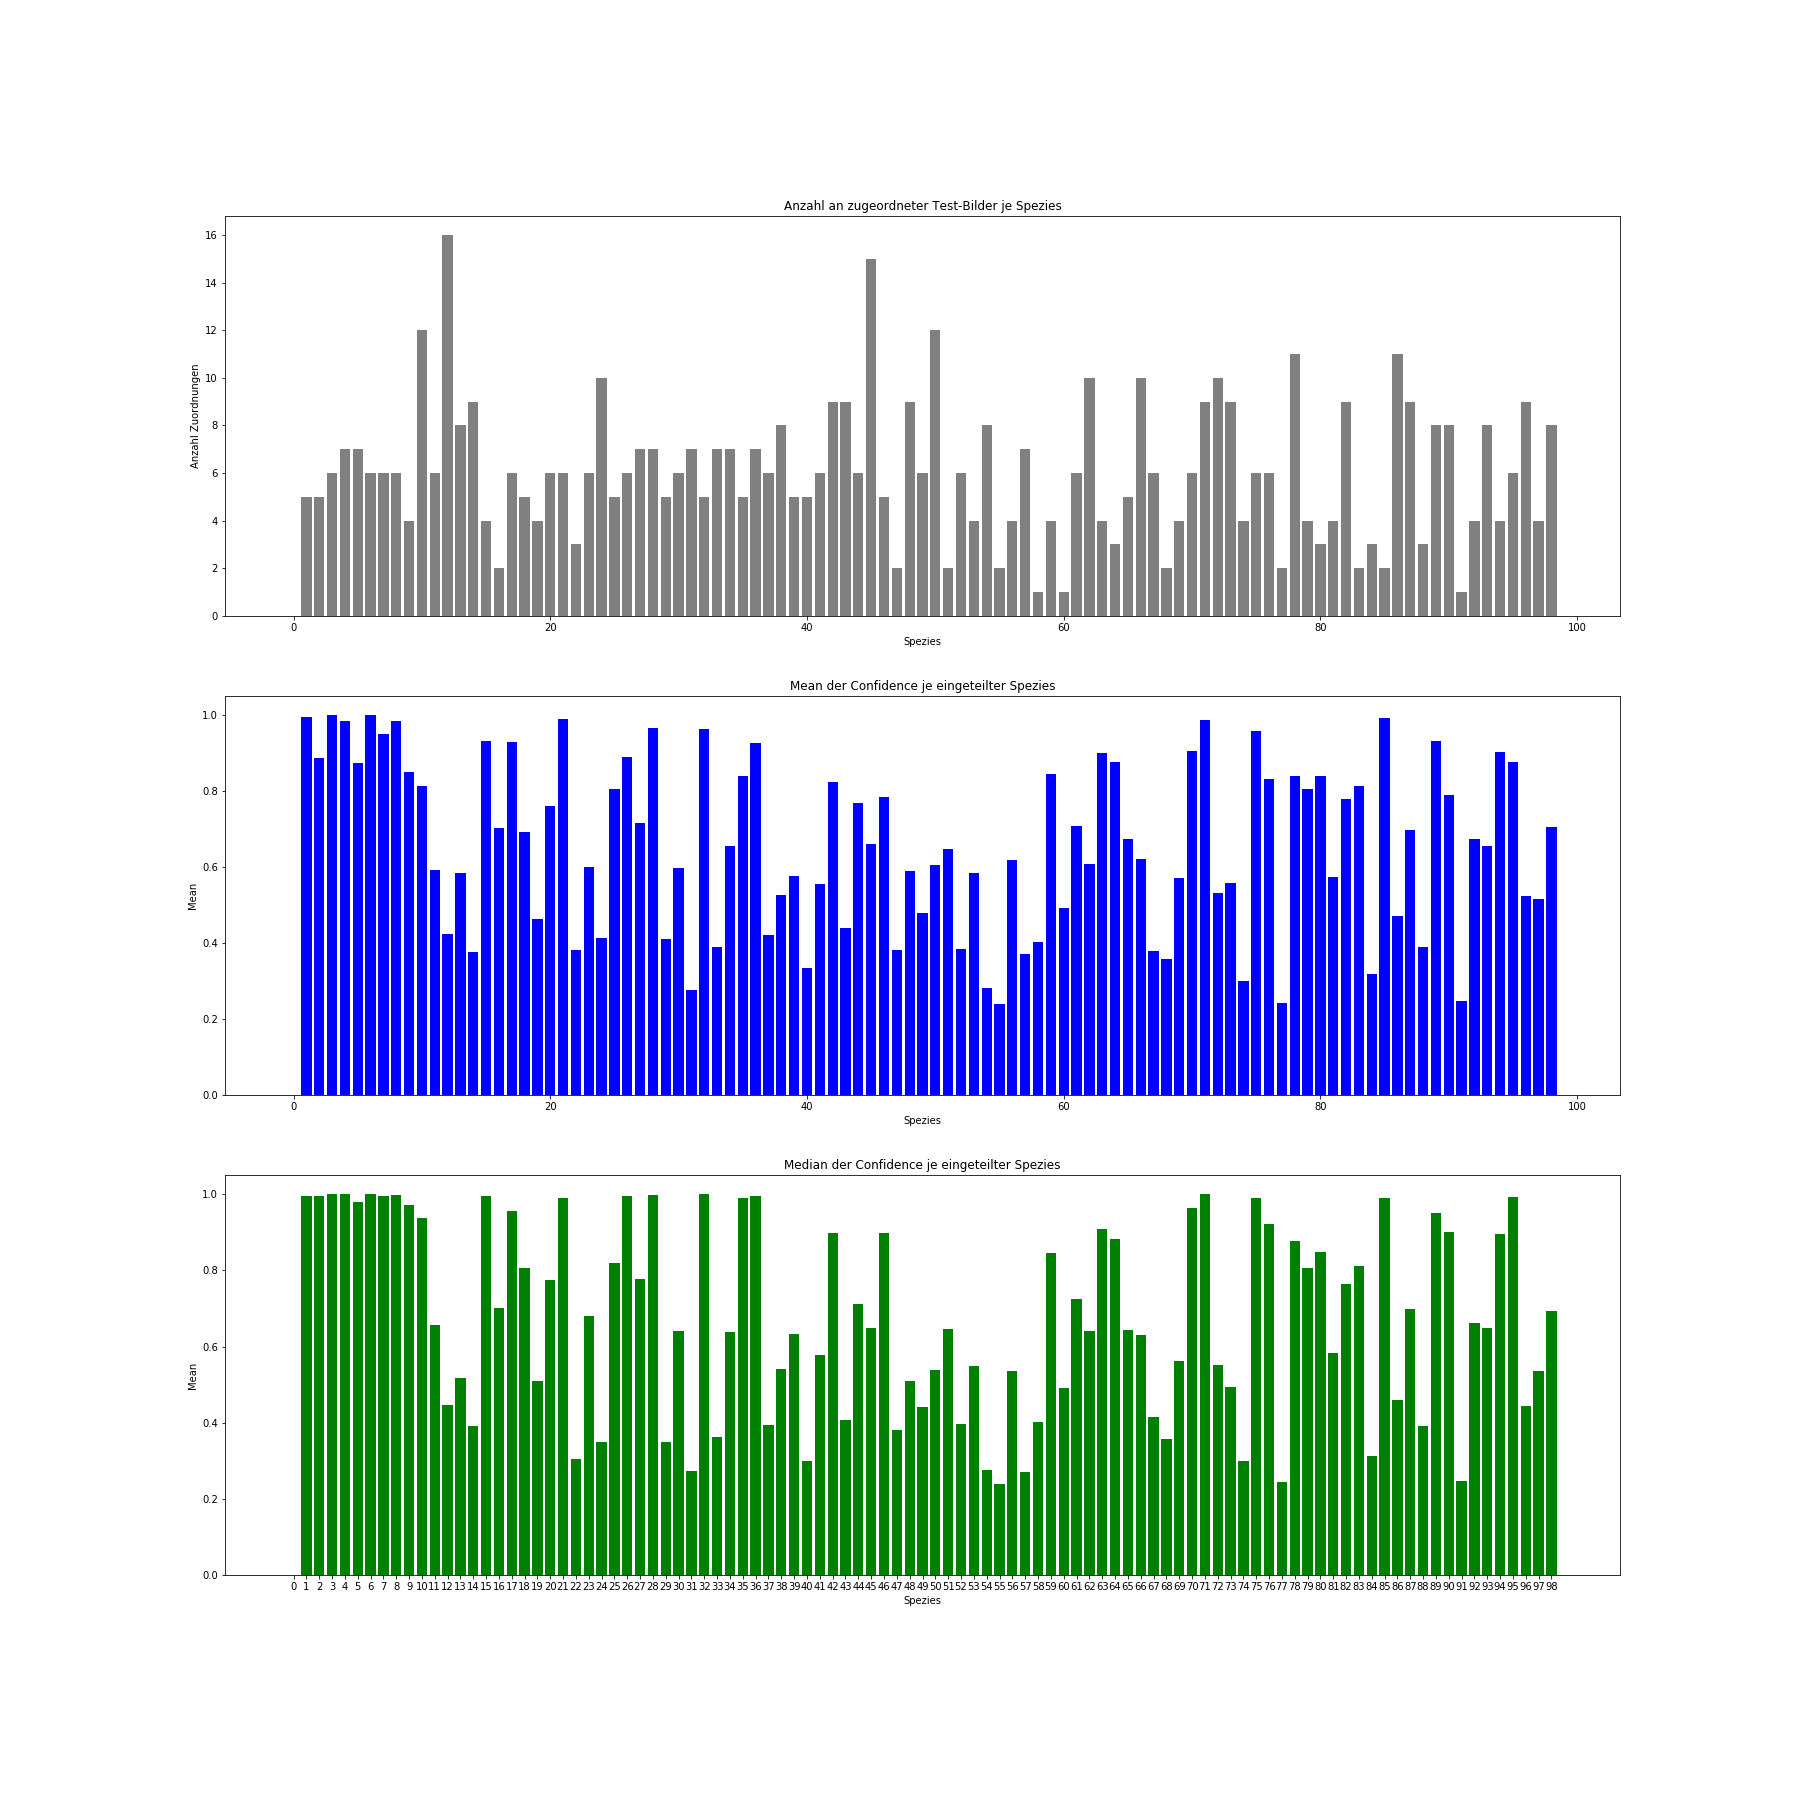 Anzahl an zugeordneter Test-Bilder je Spezies
16
14
12
10
8
6
4
2
0
Anzahl Zuordnungen
0 20 40 60 80 100
Spezies
Mean der Confidence je eingeteilter Spezies
1.0
0.8
0.6
0.4
0.2
0.0
Mean
0 20 40 60 80 100
Spezies
Median der Confidence je eingeteilter Spezies
1.0
0.8
0.6
0.4
0.2
0.0
Mean
0 1 2 3 4 5 6 7 8 9 10 11 12 13 14 15 16 17 18 19 20 21 22 23 24 25 26 27 28 29 30 31 32 33 34 35 36 37 38 39 40 41 42 43 44 45 46 47 48 49 50 51 52 53 54 55 56 57 58 59 60 61 62 63 64 65 66 67 68 69 70 71 72 73 74 75 76 77 78 79 80 81 82 83 84 85 86 87 88 89 90 91 92 93 94 95 96 97 98
Spezies